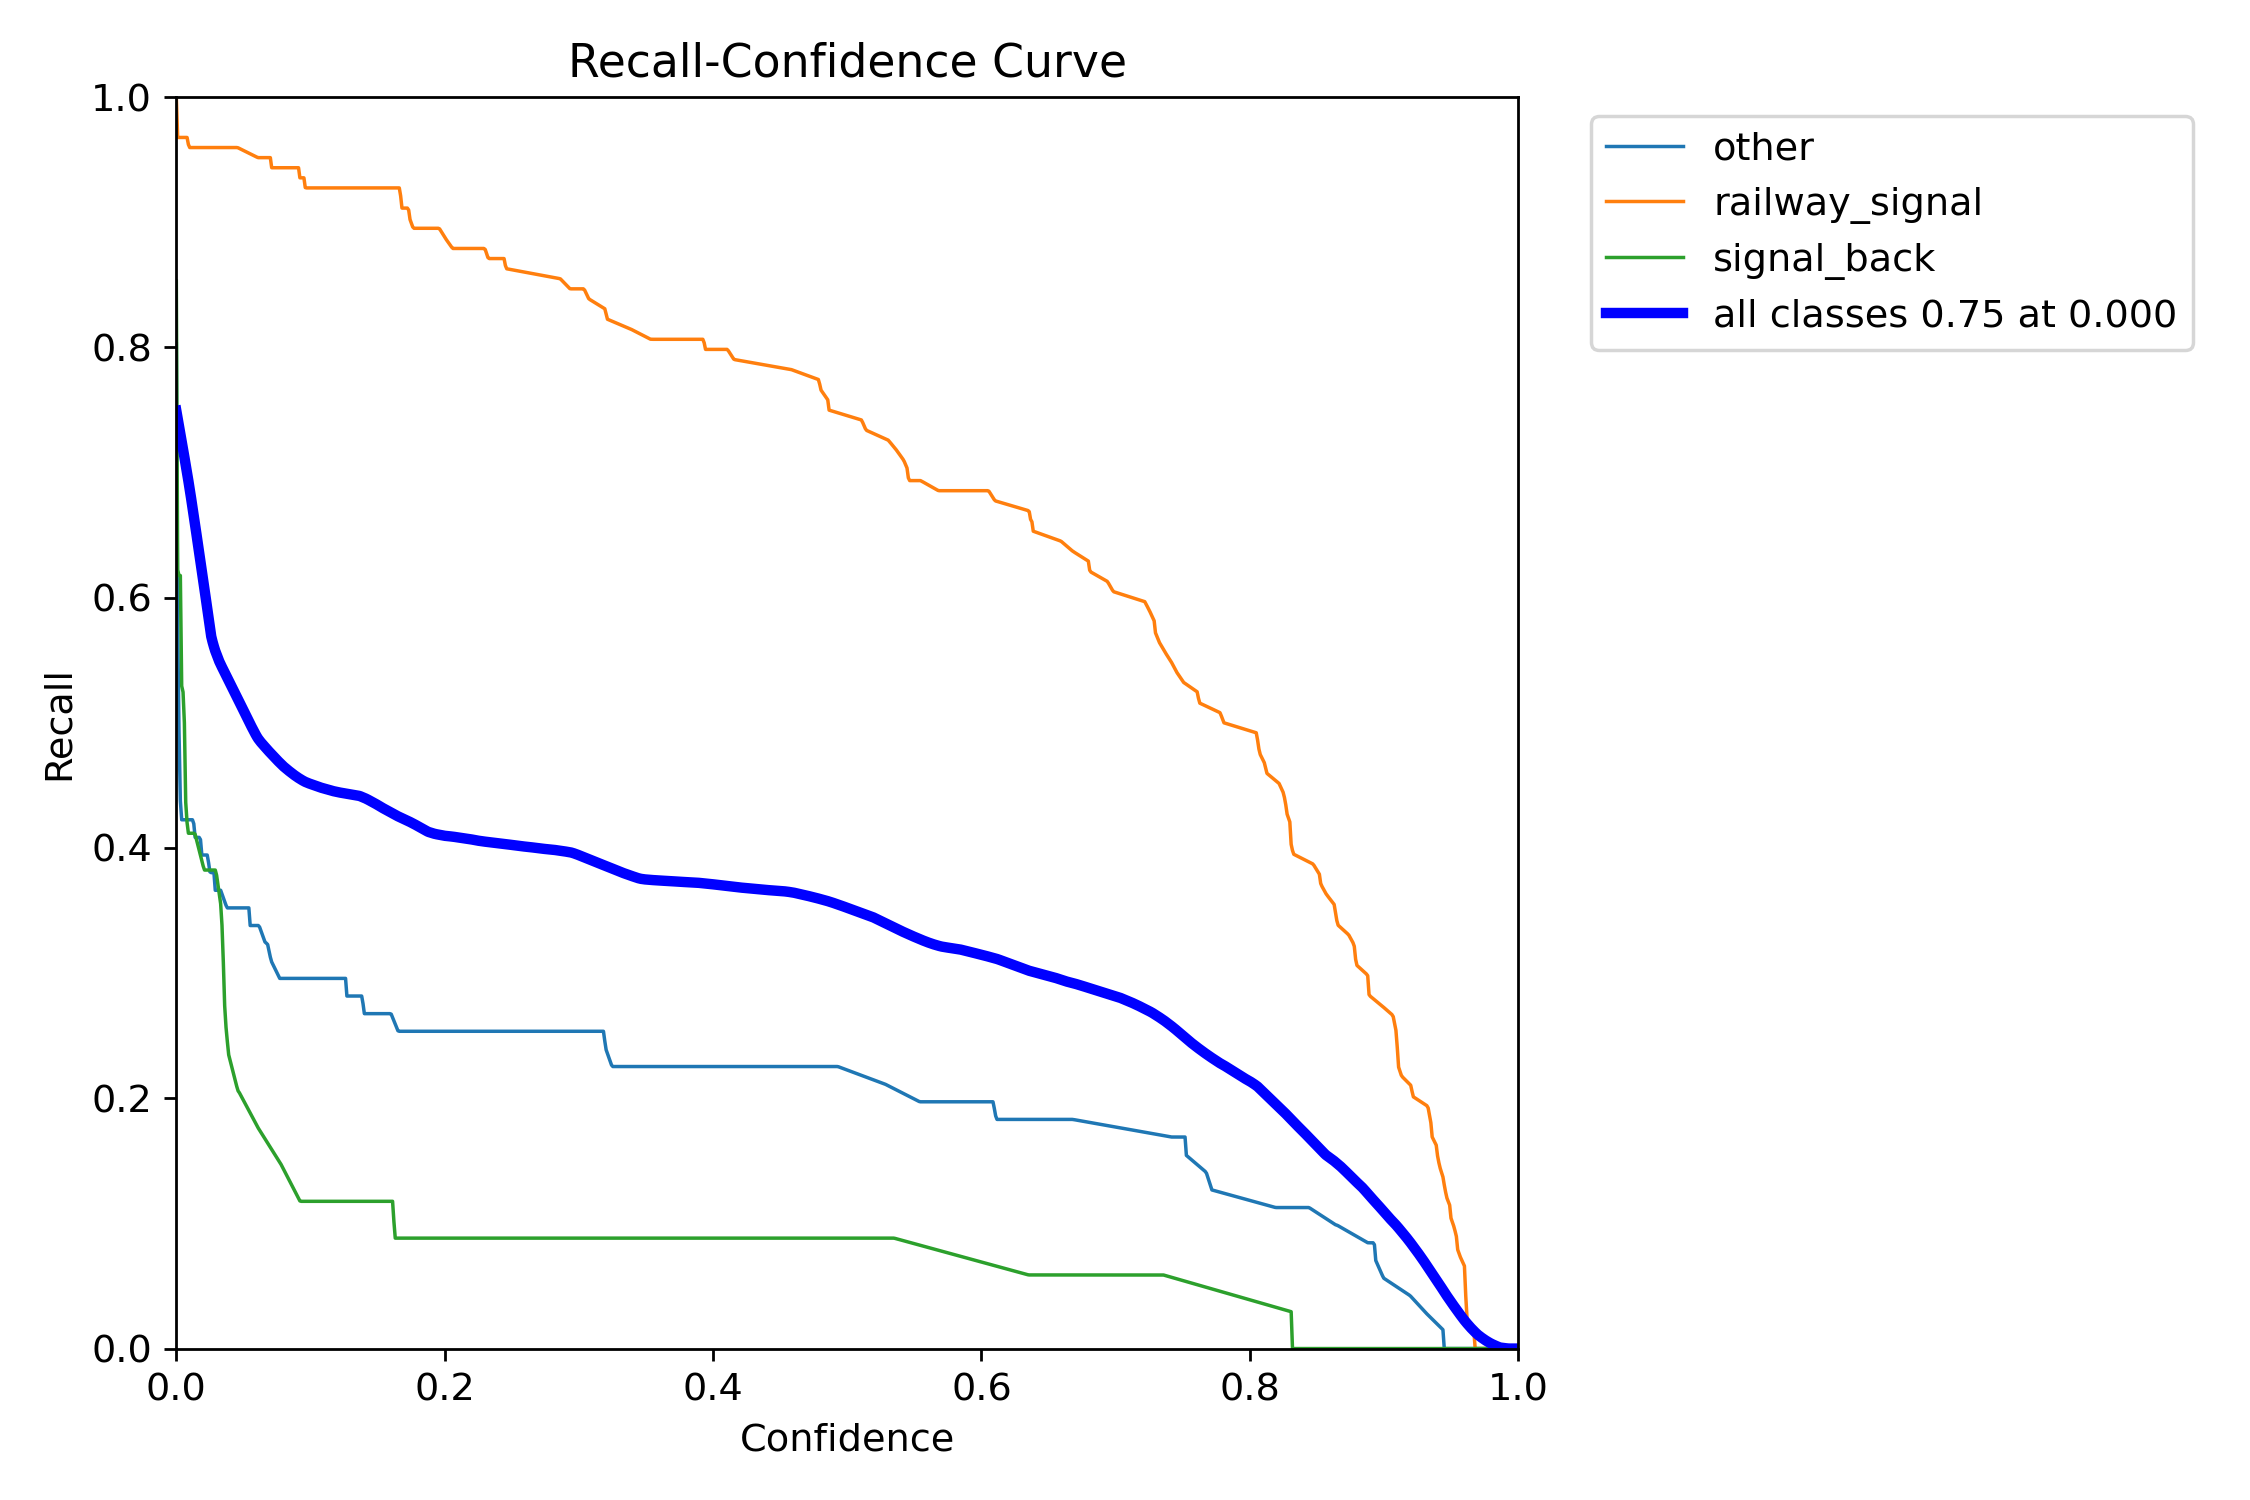 Recall-Confidence Curve
1.0
0.8
0.6
0.4
0.2
0.0
Recall
0.0 0.2 0.4 0.6 0.8 1.0
Confidence
other
railway_signal
signal_back
all classes 0.75 at 0.000